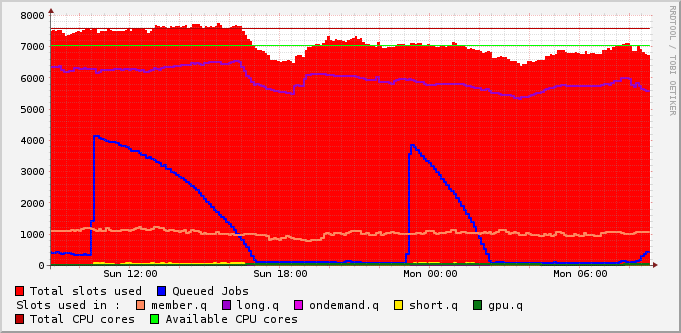 8000
7000
6000
5000
4000
3000
2000
1000
0
Sun 12:00 Sun 18:00 Mon 00:00 Mon 06:00
Total slots used Queued Jobs
Slots used in : member.q long.q ondemand.q short.q gpu.q
Total CPU cores Available CPU cores
RRDTOOL / TOBI OETIKER